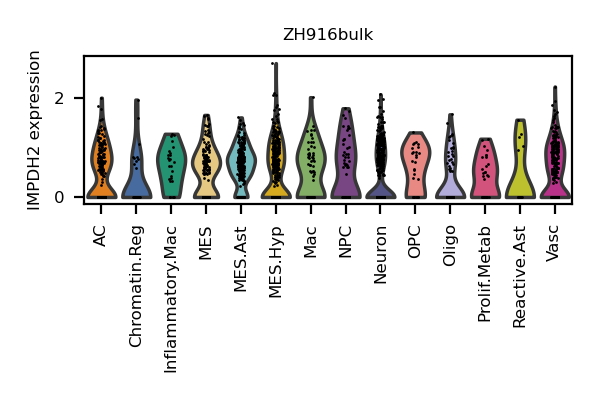 ZH916bulk
IMPDH2 expression
2
0
AC
Chromatin.Reg
Inflammatory.Mac
MES
MES.Ast
MES.Hyp
Mac
NPC
Neuron
OPC
Oligo
Prolif.Metab
Reactive.Ast
Vasc